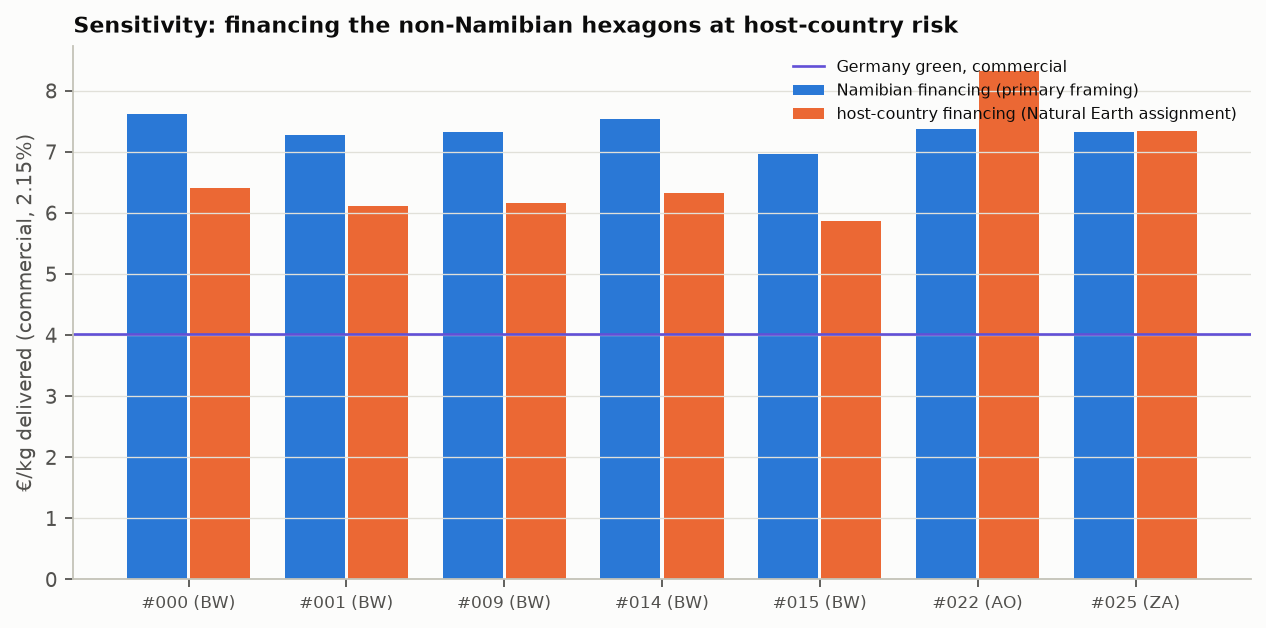 Sensitivity: financing the non-Namibian hexagons at host-country risk
Germany green, commercial
Namibian financing (primary framing)
host-country financing (Natural Earth assignment)
€/kg delivered (commercial, 2.15%)
8
7
6
5
4
3
2
1
0
#000 (BW)
#001 (BW)
#009 (BW)
#014 (BW)
#015 (BW)
#022 (AO)
#025 (ZA)